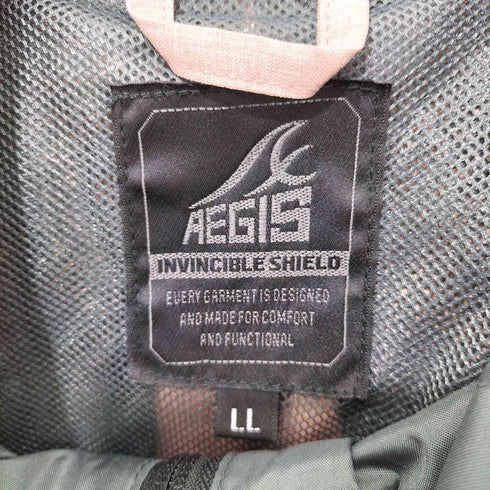 AEGIS
INVINCIBLE SHIELD
EVERY GARMENT IS DESIGNED
AND MADE FOR COMFORT
AND FUNCTIONAL
LL